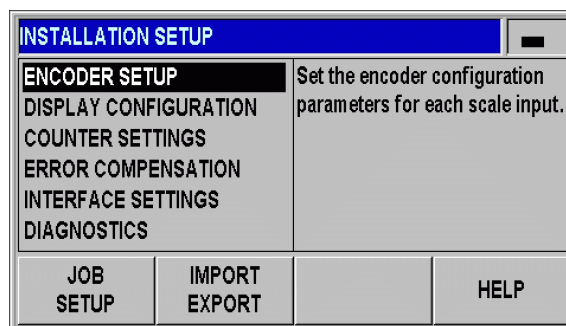 INSTALLATION SETUP
ENCODER SETUP
DISPLAY CONFIGURATION
COUNTER SETTINGS
ERROR COMPENSATION
INTERFACE SETTINGS
DIAGNOSTICS
Set the encoder configuration
parameters for each scale input.
JOB
SETUP
IMPORT
EXPORT
HELP